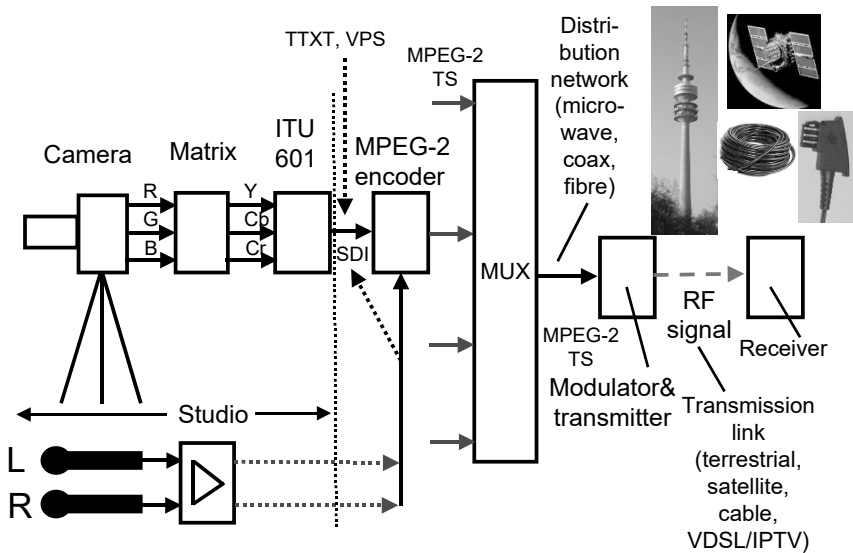 TTXT, VPS
MPEG-2
TS
Distri-
bution
network
(micro-
wave,
coax,
fibre)
Camera
Matrix
ITU
601
MPEG-2
encoder
R
G
B
Y
Cb
Cr
SDI
MUX
RF
signal
Receiver
MPEG-2
TS
Modulator&
transmitter
Studio
Transmission
link
(terrestrial,
satellite,
cable,
VDSL/IPTV)
L
R